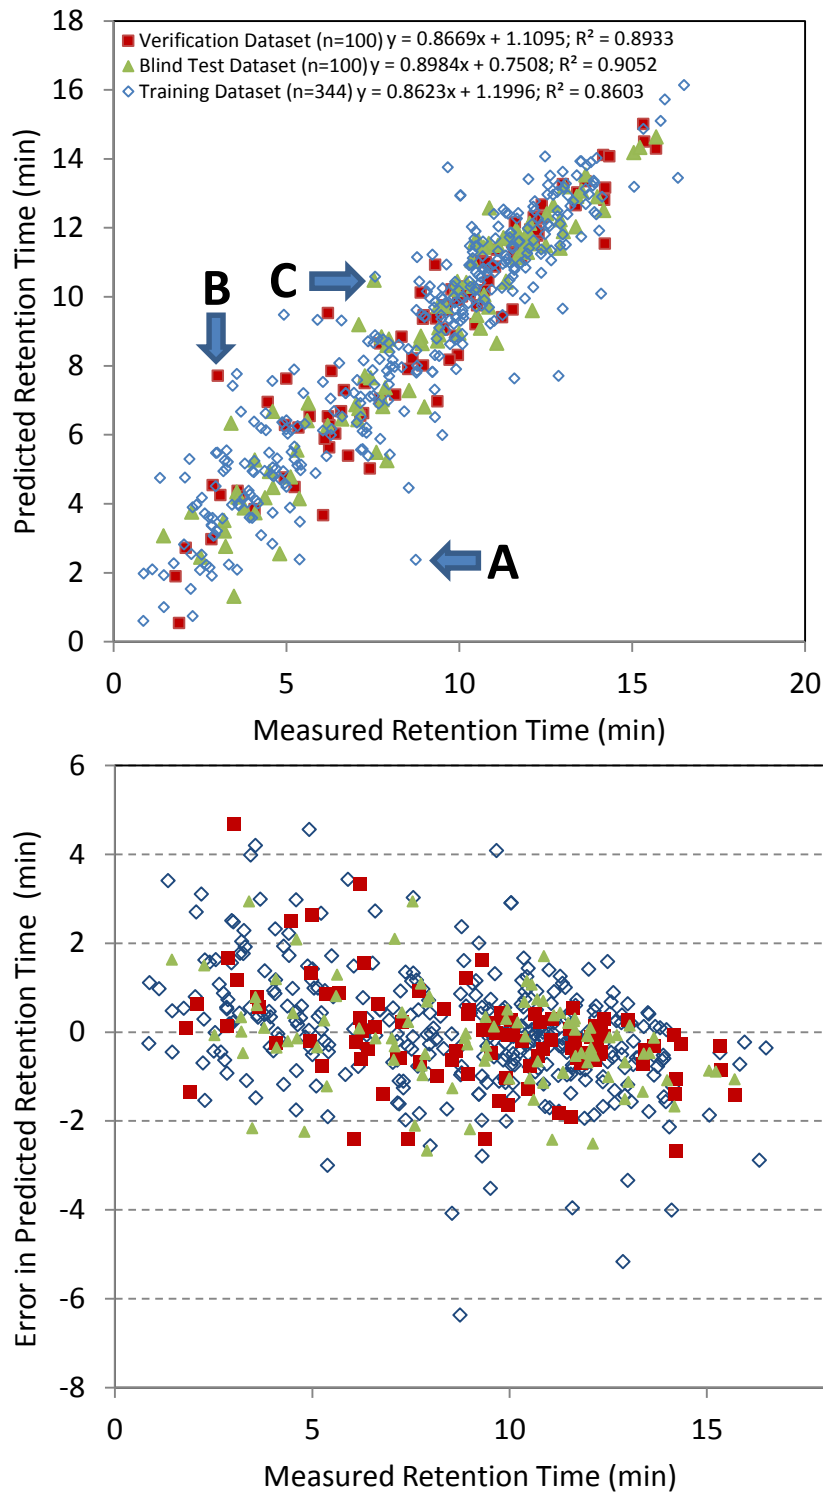 18
Verification Dataset (n=100) y = 0.8669x + 1.1095; R² = 0.8933
Blind Test Dataset (n=100) y = 0.8984x + 0.7508; R² = 0.9052
Training Dataset (n=344) y = 0.8623x + 1.1996; R² = 0.8603
16
14
12
10
8
6
4
2
0
Predicted Retention Time (min)
B
C
A
0 5 10 15 20
Measured Retention Time (min)
6
4
2
0
-2
-4
-6
-8
Error in Predicted Retention Time (min)
0 5 10 15
Measured Retention Time (min)